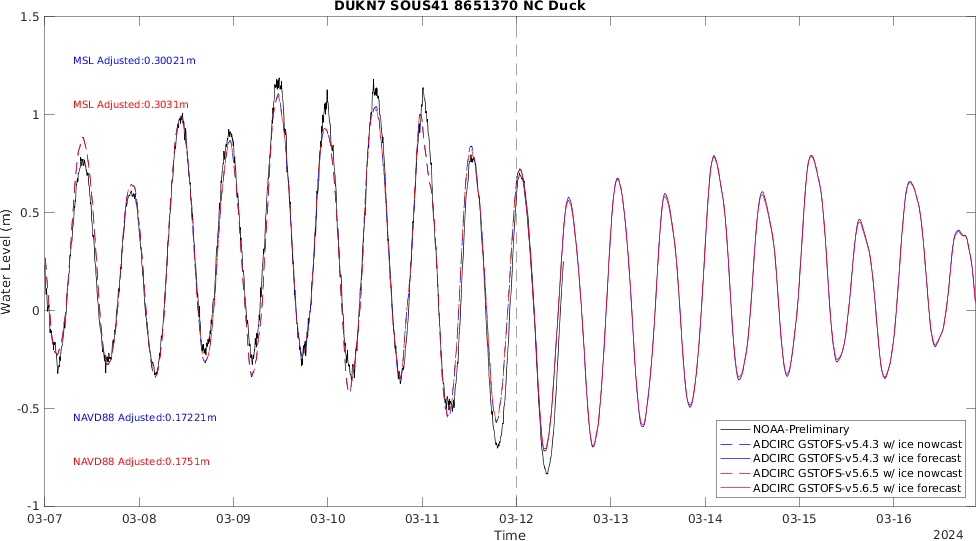 DUKN7 SOUS41 8651370 NC Duck
1.5
1
0.5
0
-0.5
-1
Water Level (m)
MSL Adjusted:0.30021m
MSL Adjusted:0.3031m
NAVD88 Adjusted:0.17221m
NAVD88 Adjusted:0.1751m
NOAA-Preliminary
ADCIRC GSTOFS-v5.4.3 w/ ice nowcast
ADCIRC GSTOFS-v5.4.3 w/ ice forecast
ADCIRC GSTOFS-v5.6.5 w/ ice nowcast
ADCIRC GSTOFS-v5.6.5 w/ ice forecast
03-07 03-08 03-09 03-10 03-11 03-12 03-13 03-14 03-15 03-16
Time
2024